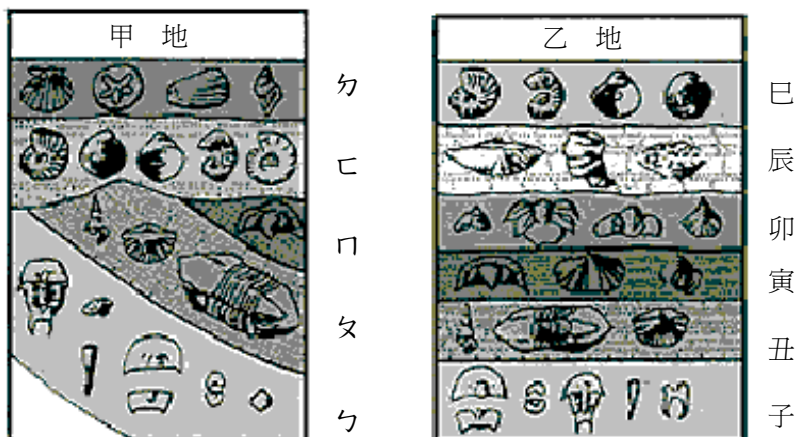 甲 地
ㄉ
ㄈ
ㄇ
ㄆ
ㄅ
乙 地
巳
辰
卯
寅
丑
子